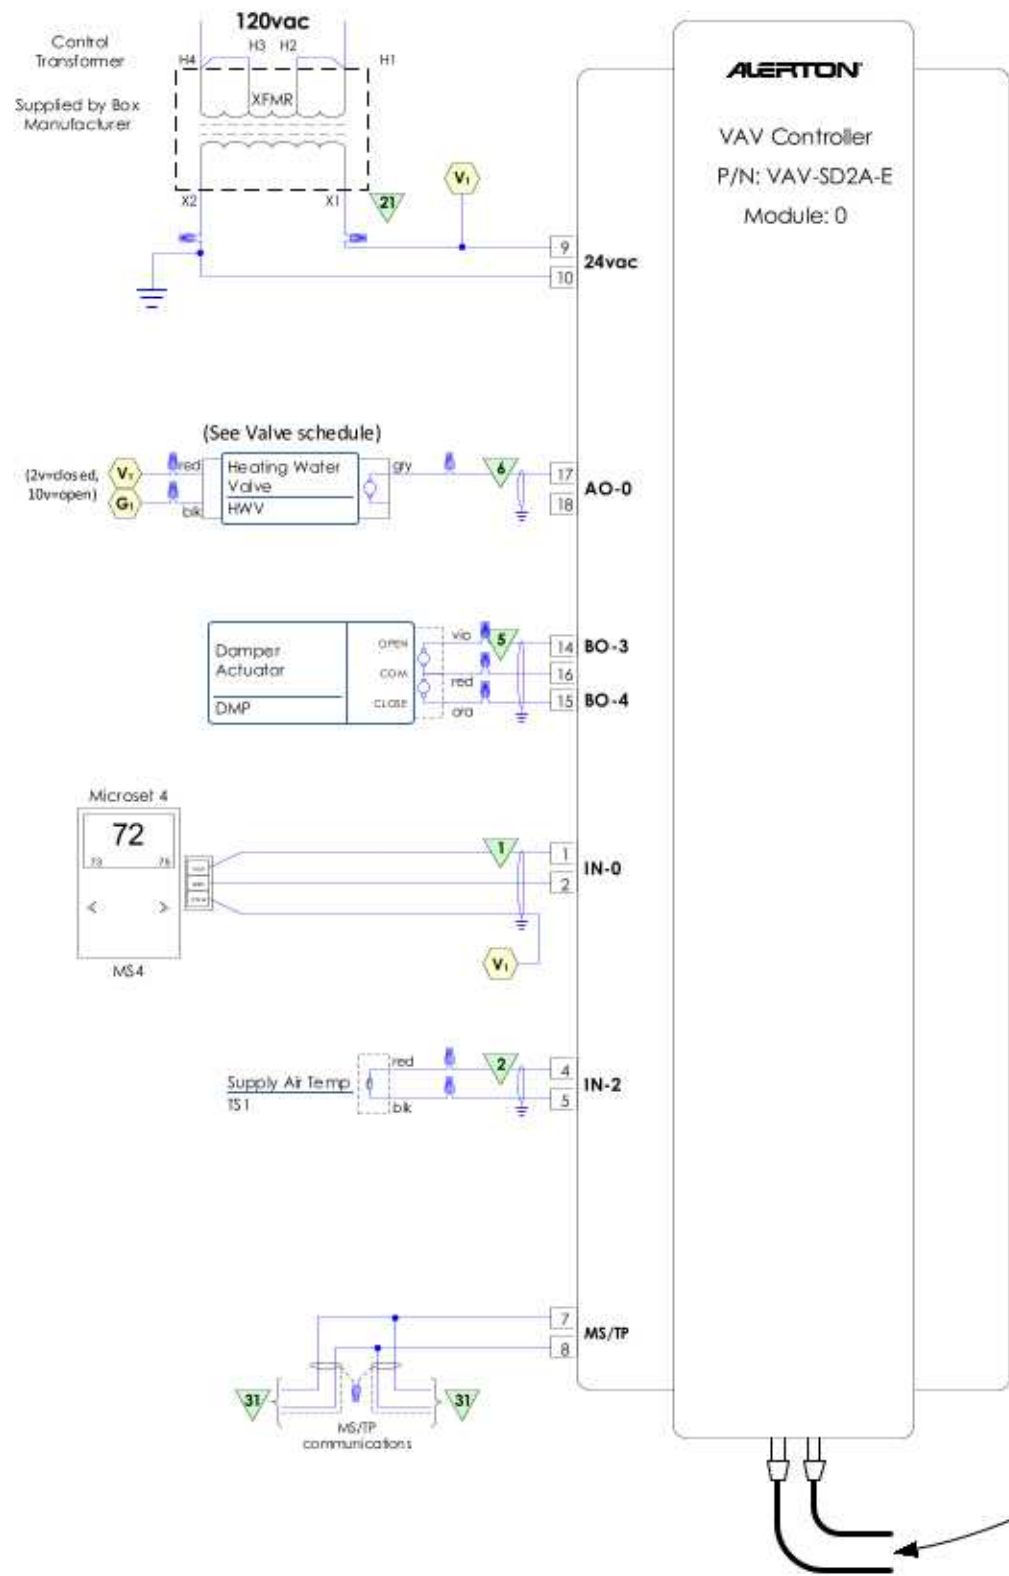 120vac
Control
Transformer
H4
H3
H2
H1
XFMR
Supplied by Box
Manufacturer
X2
X1
21
V1
9
10
24vac
ALERTON
VAV Controller
P/N: VAV-SD2A-E
Module: 0
(See Valve schedule)
(2v=closed,
10v=open)
V1
G1
red
blk
Heating Water
Valve
HWV
gry
6
17
18
AO-0
Damper
Actuator
DMP
OPEN
COM
CLOSE
vio
red
ora
5
14
16
15
BO-3
BO-4
Microset 4
72
MS4
1
1
2
IN-0
V1
Supply Air Temp
TS1
red
blk
2
4
5
IN-2
7
8
MS/TP
31
31
MS/TP
communications